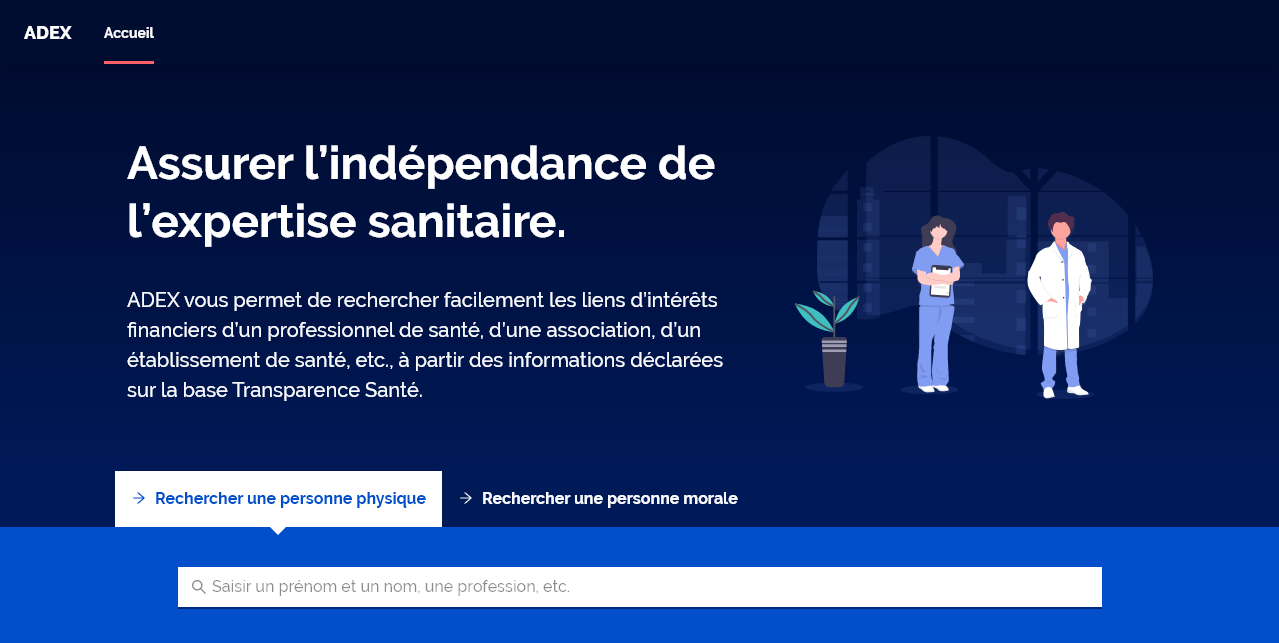 ADEX
Accueil
Assurer l’indépendance de
l’expertise sanitaire.
ADEX vous permet de rechercher facilement les liens d’intérêts
financiers d’un professionnel de santé, d’une association, d’un
établissement de santé, etc., à partir des informations déclarées
sur la base Transparence Santé.
Rechercher une personne physique
Rechercher une personne morale
Saisir un prénom et un nom, une profession, etc.